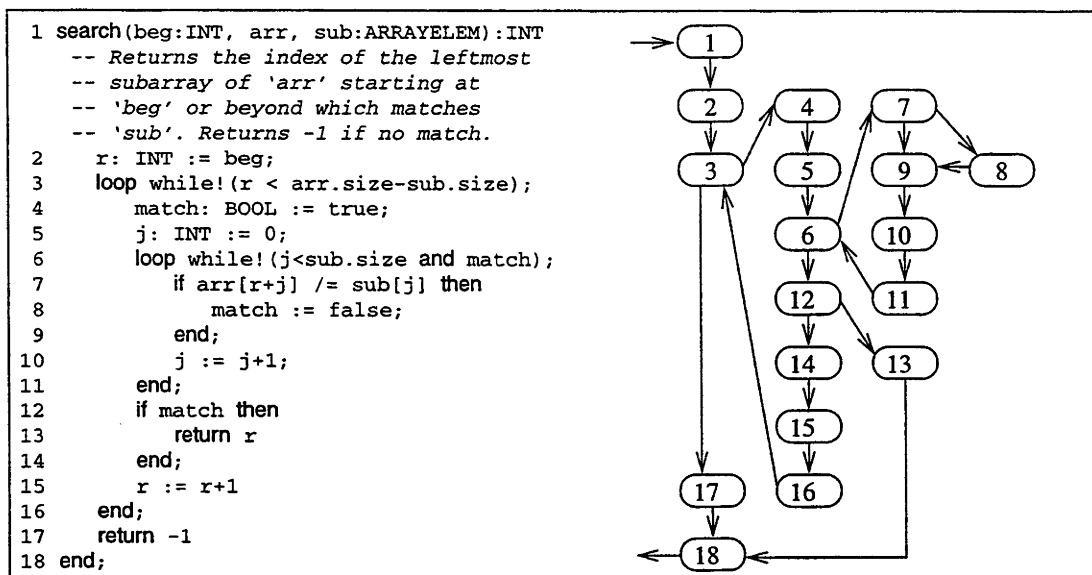 1 search(beg:INT, arr, sub:ARRAYELEM):INT
-- Returns the index of the leftmost
-- subarray of ‘arr’ starting at
-- ‘beg’ or beyond which matches
-- ‘sub’. Returns -1 if no match.
2 r: INT := beg;
3 loop while!(r < arr.size-sub.size);
4 match: BOOL := true;
5 j: INT := 0;
6 loop while!(j<sub.size and match);
7 if arr[r+j] /= sub[j] then
8 match := false;
9 end;
10 j := j+1;
11 end;
12 if match then
13 return r
14 end;
15 r := r+1
16 end;
17 return -1
18 end;
1
2 4 7
3 5 9 8
6 10
12 11
14 13
15
17 16
18